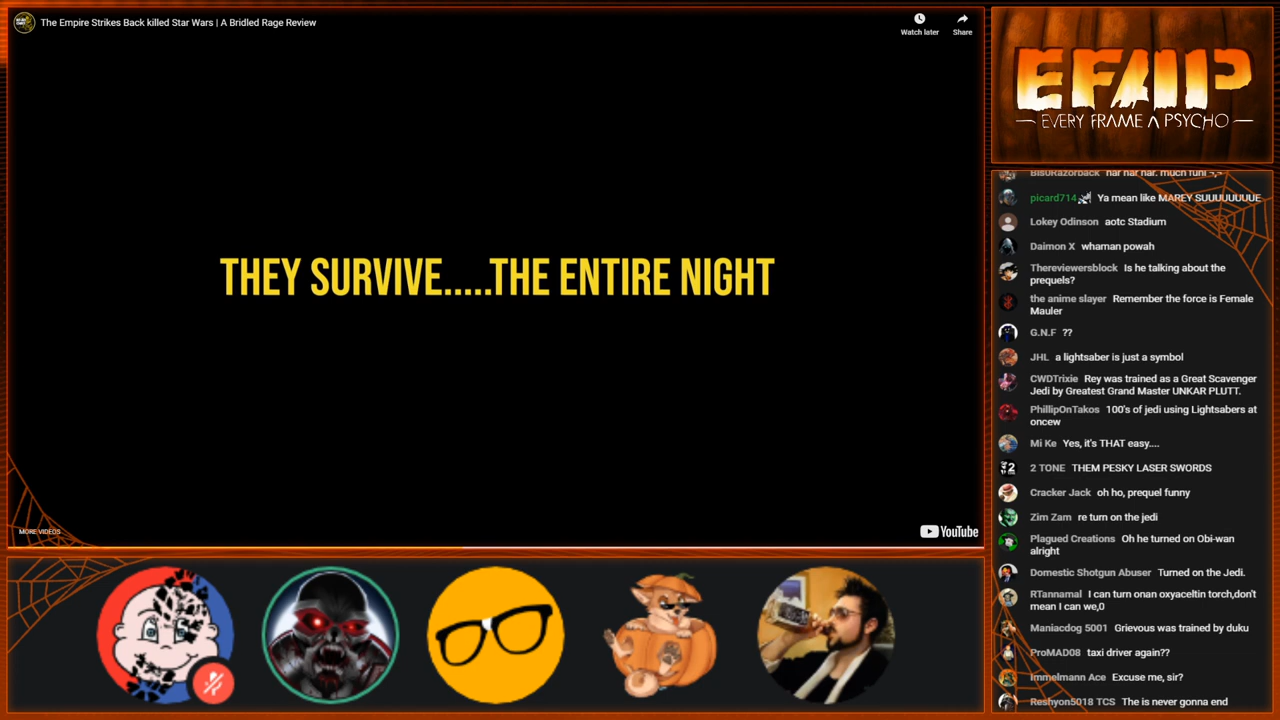 The Empire Strikes Back killed Star Wars | A Bridled Rage Review
Watch later
Share
THEY SURVIVE.....THE ENTIRE NIGHT
MORE VIDEOS
YouTube
EFAP
EVERY FRAME A PSYCHO
BisURazorback har har har. much fun! -,-
picard714 Ya mean like MAREY SUUUUUUUE
Lokey Odinson aotc Stadium
Daimon X whaman powah
Thereviewersblock Is he talking about the
prequels?
the anime slayer Remember the force is Female
Mauler
G.N.F ??
JHL a lightsaber is just a symbol
CWDTrixie Rey was trained as a Great Scavenger
Jedi by Greatest Grand Master UNKAR PLUTT.
PhillipOnTakos 100's of jedi using Lightsabers at
oncew
Mi Ke Yes, it's THAT easy....
2 TONE THEM PESKY LASER SWORDS
Cracker Jack oh ho, prequel funny
Zim Zam re turn on the jedi
Plagued Creations Oh he turned on Obi-wan
alright
Domestic Shotgun Abuser Turned on the Jedi.
RTannamal I can turn onan oxyaceltin torch,don't
mean I can we,0
Maniacdog 5001 Grievous was trained by duku
ProMAD08 taxi driver again??
Immelmann Ace Excuse me, sir?
Reshyon5018 TCS The is never gonna end